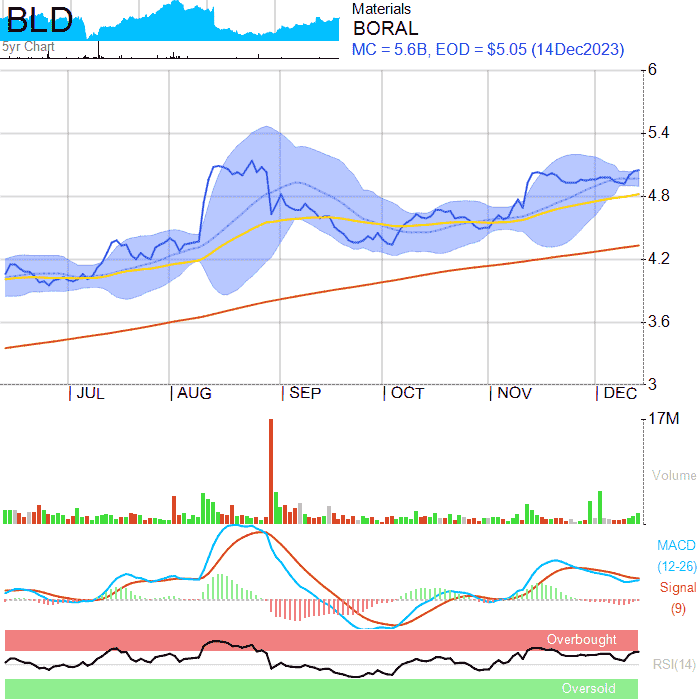 BLD
5yr Chart
Materials
BORAL
MC = 5.6B, EOD = $5.05 (14Dec2023)
6
5.4
4.8
4.2
3.6
3
JUL AUG SEP OCT NOV DEC
17M
Volume
MACD
(12-26)
Signal
(9)
Overbought
RSI(14)
Oversold